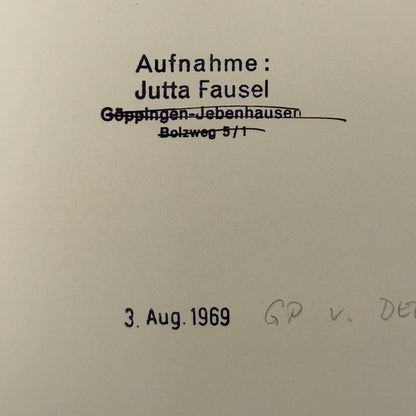 Aufnahme:
Jutta Fausel
Göppingen-Jebenhausen
Bolzweg 5/1
3. Aug. 1969 GP v.